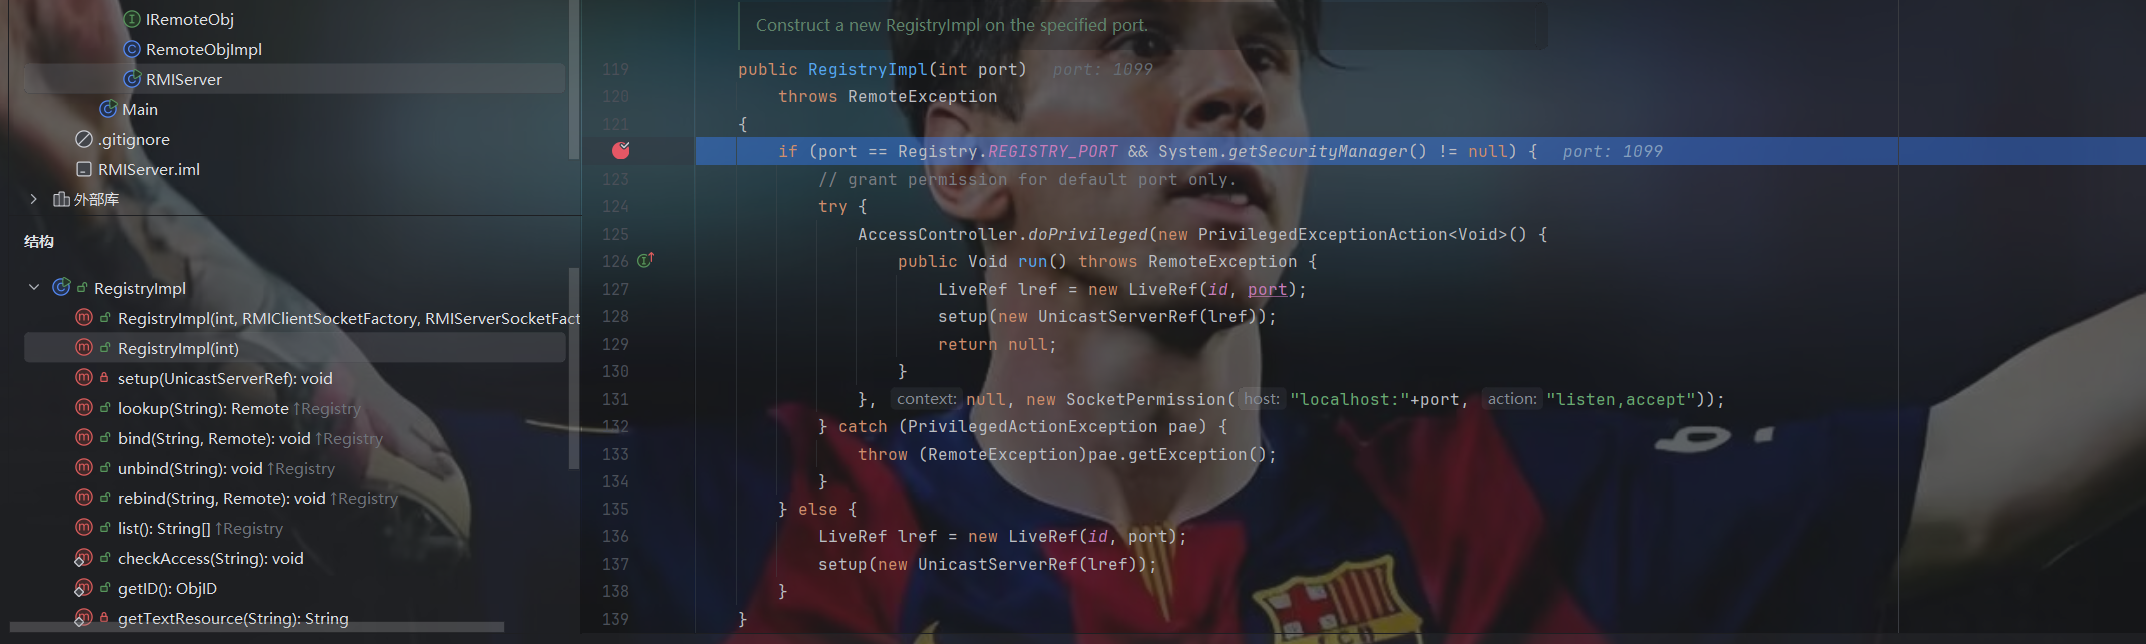 IRemoteObj
RemoteObjImpl
RMIServer
Main
.gitignore
RMIServer.iml
外部库
结构
RegistryImpl
RegistryImpl(int, RMIClientSocketFactory, RMIServerSocketFact
RegistryImpl(int)
setup(UnicastServerRef): void
lookup(String): Remote ↑Registry
bind(String, Remote): void ↑Registry
unbind(String): void ↑Registry
rebind(String, Remote): void ↑Registry
list(): String[] ↑Registry
checkAccess(String): void
getID(): ObjID
getTextResource(String): String
Construct a new RegistryImpl on the specified port.
119 public RegistryImpl(int port) port: 1099
120 throws RemoteException
121 {
if (port == Registry.REGISTRY_PORT && System.getSecurityManager() != null) { port: 1099
123 // grant permission for default port only.
124 try {
125 AccessController.doPrivileged(new PrivilegedExceptionAction<Void>() {
126 public Void run() throws RemoteException {
127 LiveRef lref = new LiveRef(id, port);
128 setup(new UnicastServerRef(lref));
129 return null;
130 }
131 }, context: null, new SocketPermission( host: "localhost:"+port, action: "listen,accept"));
132 } catch (PrivilegedActionException pae) {
133 throw (RemoteException)pae.getException();
134 }
135 } else {
136 LiveRef lref = new LiveRef(id, port);
137 setup(new UnicastServerRef(lref));
138 }
139 }